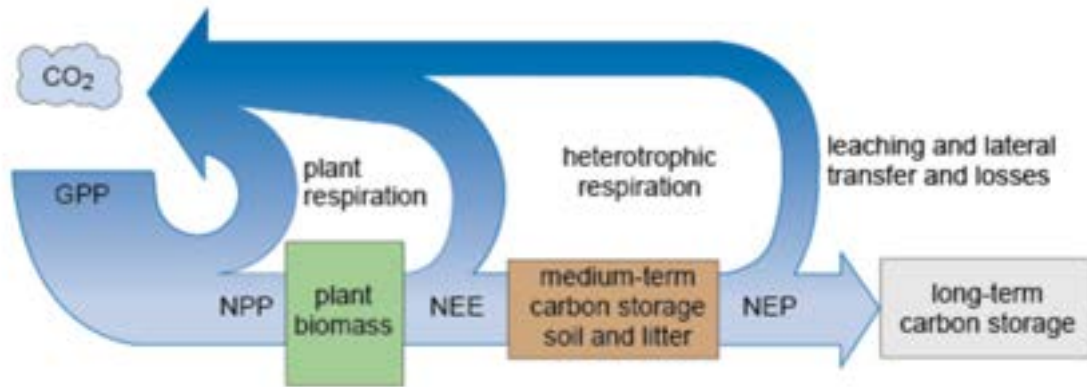 CO2
GPP
plant
respiration
heterotrophic
respiration
leaching and lateral
transfer and losses
NPP
plant
biomass
NEE
medium-term
carbon storage
soil and litter
NEP
long-term
carbon storage